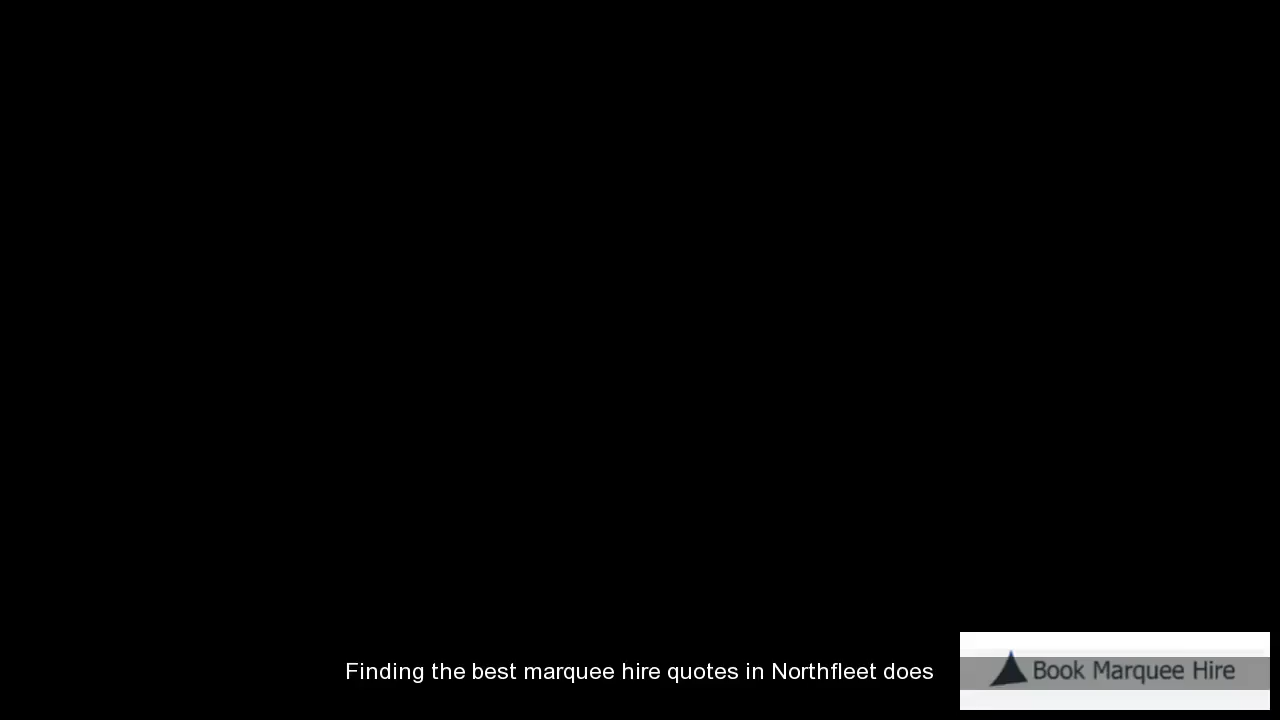 Finding the best marquee hire quotes in Northfleet does
Book Marquee Hire